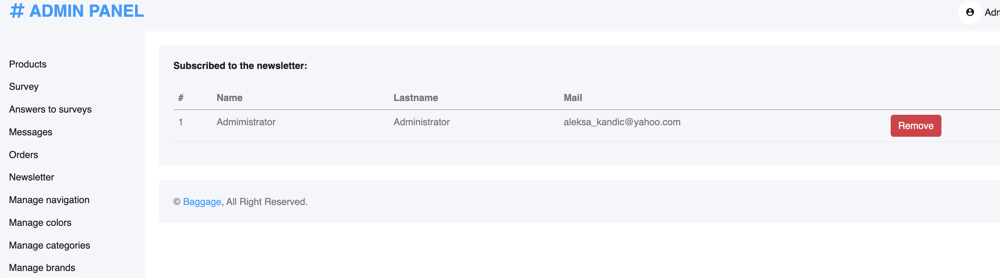 # ADMIN PANEL
Adm
Products
Survey
Answers to surveys
Messages
Orders
Newsletter
Manage navigation
Manage colors
Manage categories
Manage brands
Subscribed to the newsletter:
# Name Lastname Mail
1 Admimistrator Administrator aleksa_kandic@yahoo.com Remove
© Baggage, All Right Reserved.